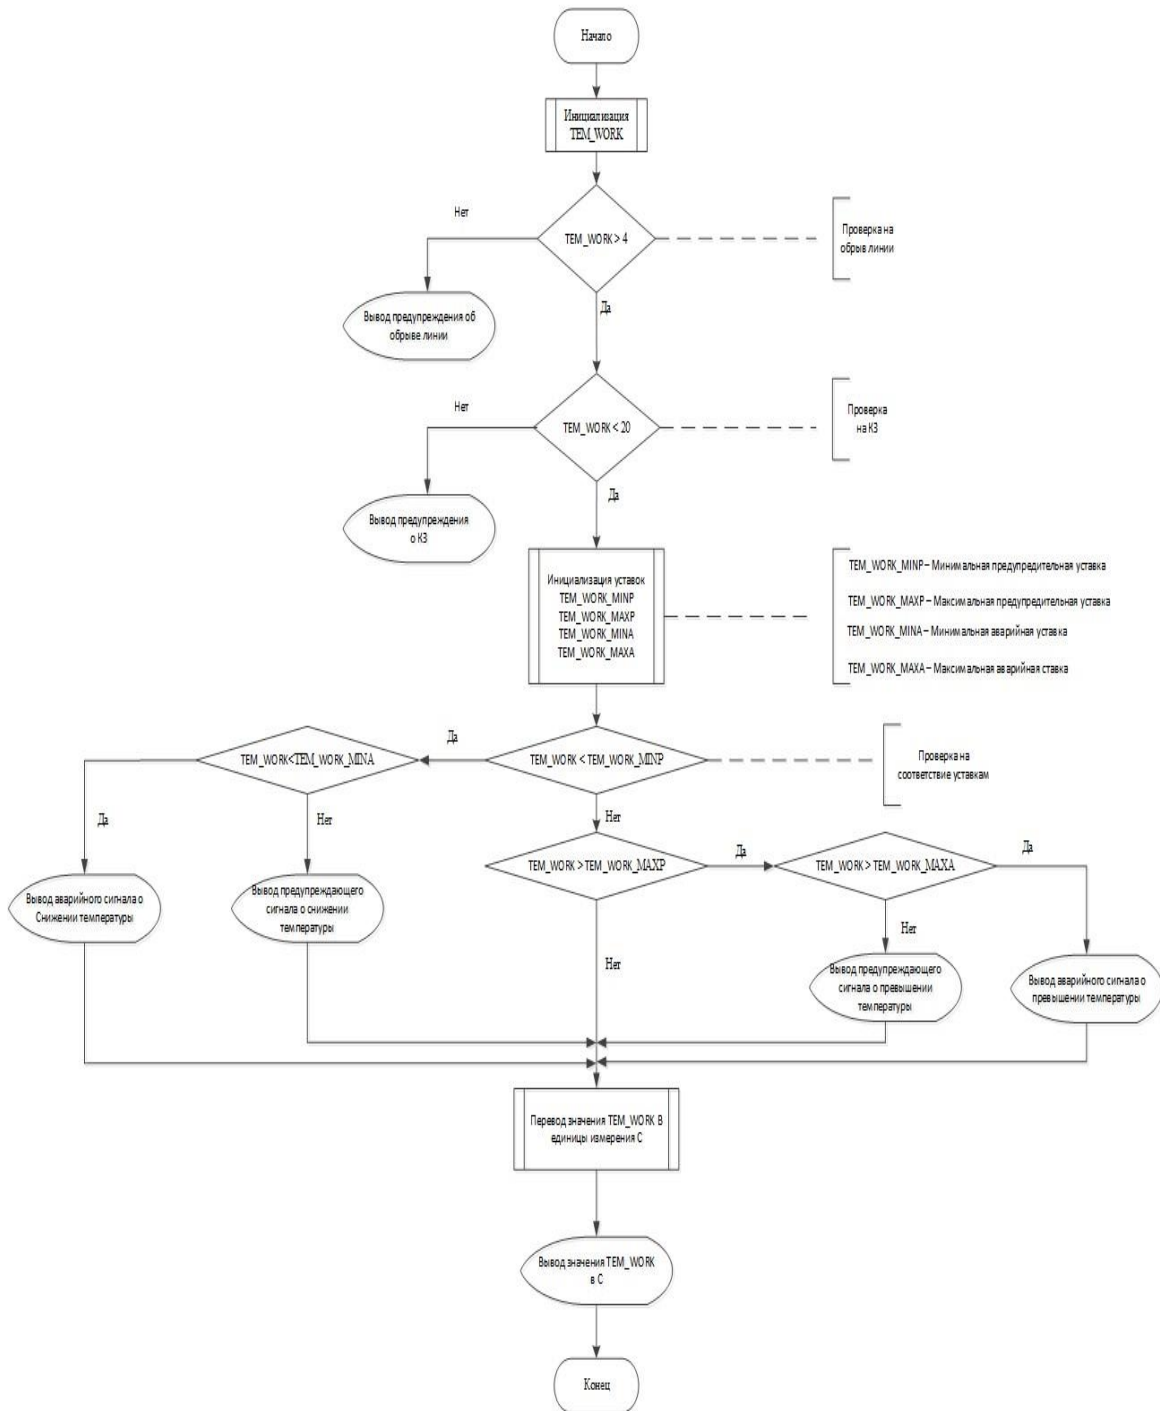 Начало
Инициализация
TEM_WORK
Нет
TEM_WORK > 4
Проверка на
обрыв линии
Вывод предупреждения об
обрыве линии
Да
Нет
TEM_WORK < 20
Проверка
на КЗ
Да
Вывод предупреждения
о КЗ
Инициализация уставок
TEM_WORK_MINP
TEM_WORK_MAXP
TEM_WORK_MINA
TEM_WORK_MAXA
TEM_WORK_MINP – Минимальная предупредительная уставка
TEM_WORK_MAXP – Максимальная предупредительная уставка
TEM_WORK_MINA – Минимальная аварийная уставка
TEM_WORK_MAXA – Максимальная аварийная ставка
TEM_WORK<TEM_WORK_MINA
Да
TEM_WORK < TEM_WORK_MINP
Проверка на
соответствие уставкам
Да
Нет
Нет
TEM_WORK > TEM_WORK_MAXP
Да
TEM_WORK > TEM_WORK_MAXA
Да
Вывод аварийного сигнала о
Снижении температуры
Вывод предупреждающего
сигнала о снижении
температуры
Нет
Нет
Вывод предупреждающего
сигнала о превышении
температуры
Вывод аварийного сигнала о
превышении температуры
Перевод значения TEM_WORK В
единицы измерения С
Вывод значения TEM_WORK
в С
Конец